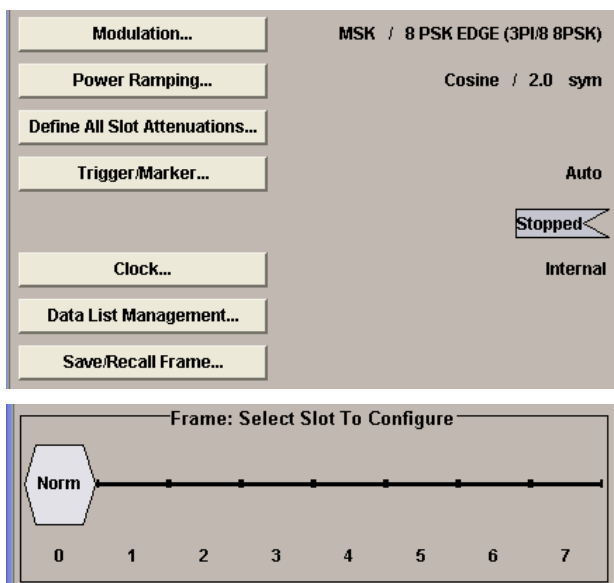 Modulation... MSK / 8 PSK EDGE (3PI/8 8PSK)
Power Ramping... Cosine / 2.0 sym
Define All Slot Attenuations...
Trigger/Marker... Auto
Stopped
Clock... Internal
Data List Management...
Save/Recall Frame...
Frame: Select Slot To Configure
Norm
0 1 2 3 4 5 6 7